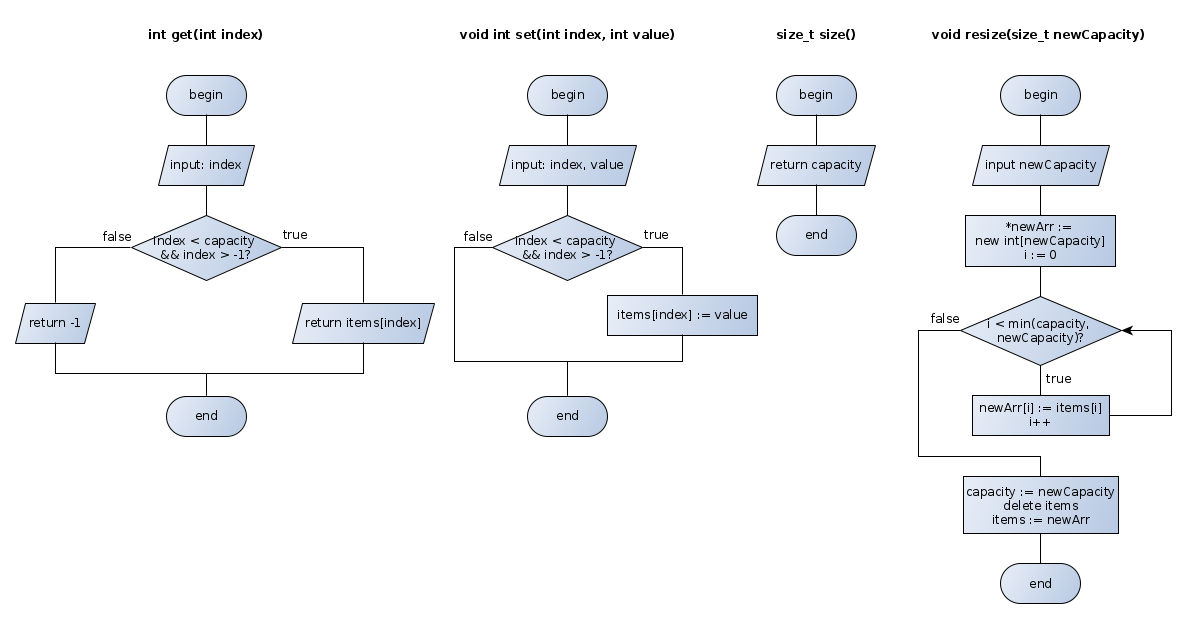 int get(int index)
begin
input: index
index < capacity
&& index > -1?
false
true
return -1
return items[index]
end
void int set(int index, int value)
begin
input: index, value
index < capacity
&& index > -1?
false
true
items[index] := value
end
size_t size()
begin
return capacity
end
void resize(size_t newCapacity)
begin
input newCapacity
*newArr :=
new int[newCapacity]
i := 0
i < min(capacity,
newCapacity)?
false
true
newArr[i] := items[i]
i++
capacity := newCapacity
delete items
items := newArr
end